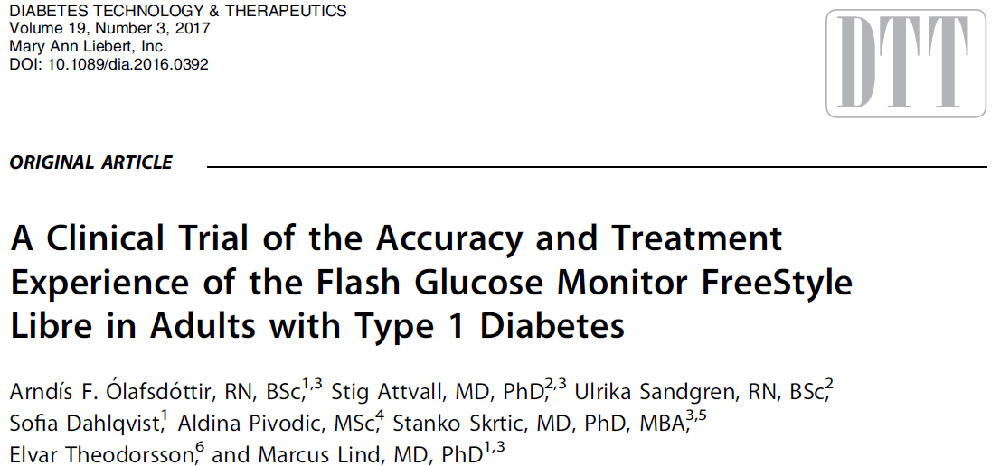 DIABETES TECHNOLOGY & THERAPEUTICS
Volume 19, Number 3, 2017
Mary Ann Liebert, Inc.
DOI: 10.1089/dia.2016.0392
DTT
ORIGINAL ARTICLE
A Clinical Trial of the Accuracy and Treatment
Experience of the Flash Glucose Monitor FreeStyle
Libre in Adults with Type 1 Diabetes
Arndís F. Ólafsdóttir, RN, BSc,1,3 Stig Attvall, MD, PhD,2,3 Ulrika Sandgren, RN, BSc,2
Sofia Dahlqvist,1 Aldina Pivodic, MSc,4 Stanko Skrtic, MD, PhD, MBA,3,5
Elvar Theodorsson,6 and Marcus Lind, MD, PhD1,3